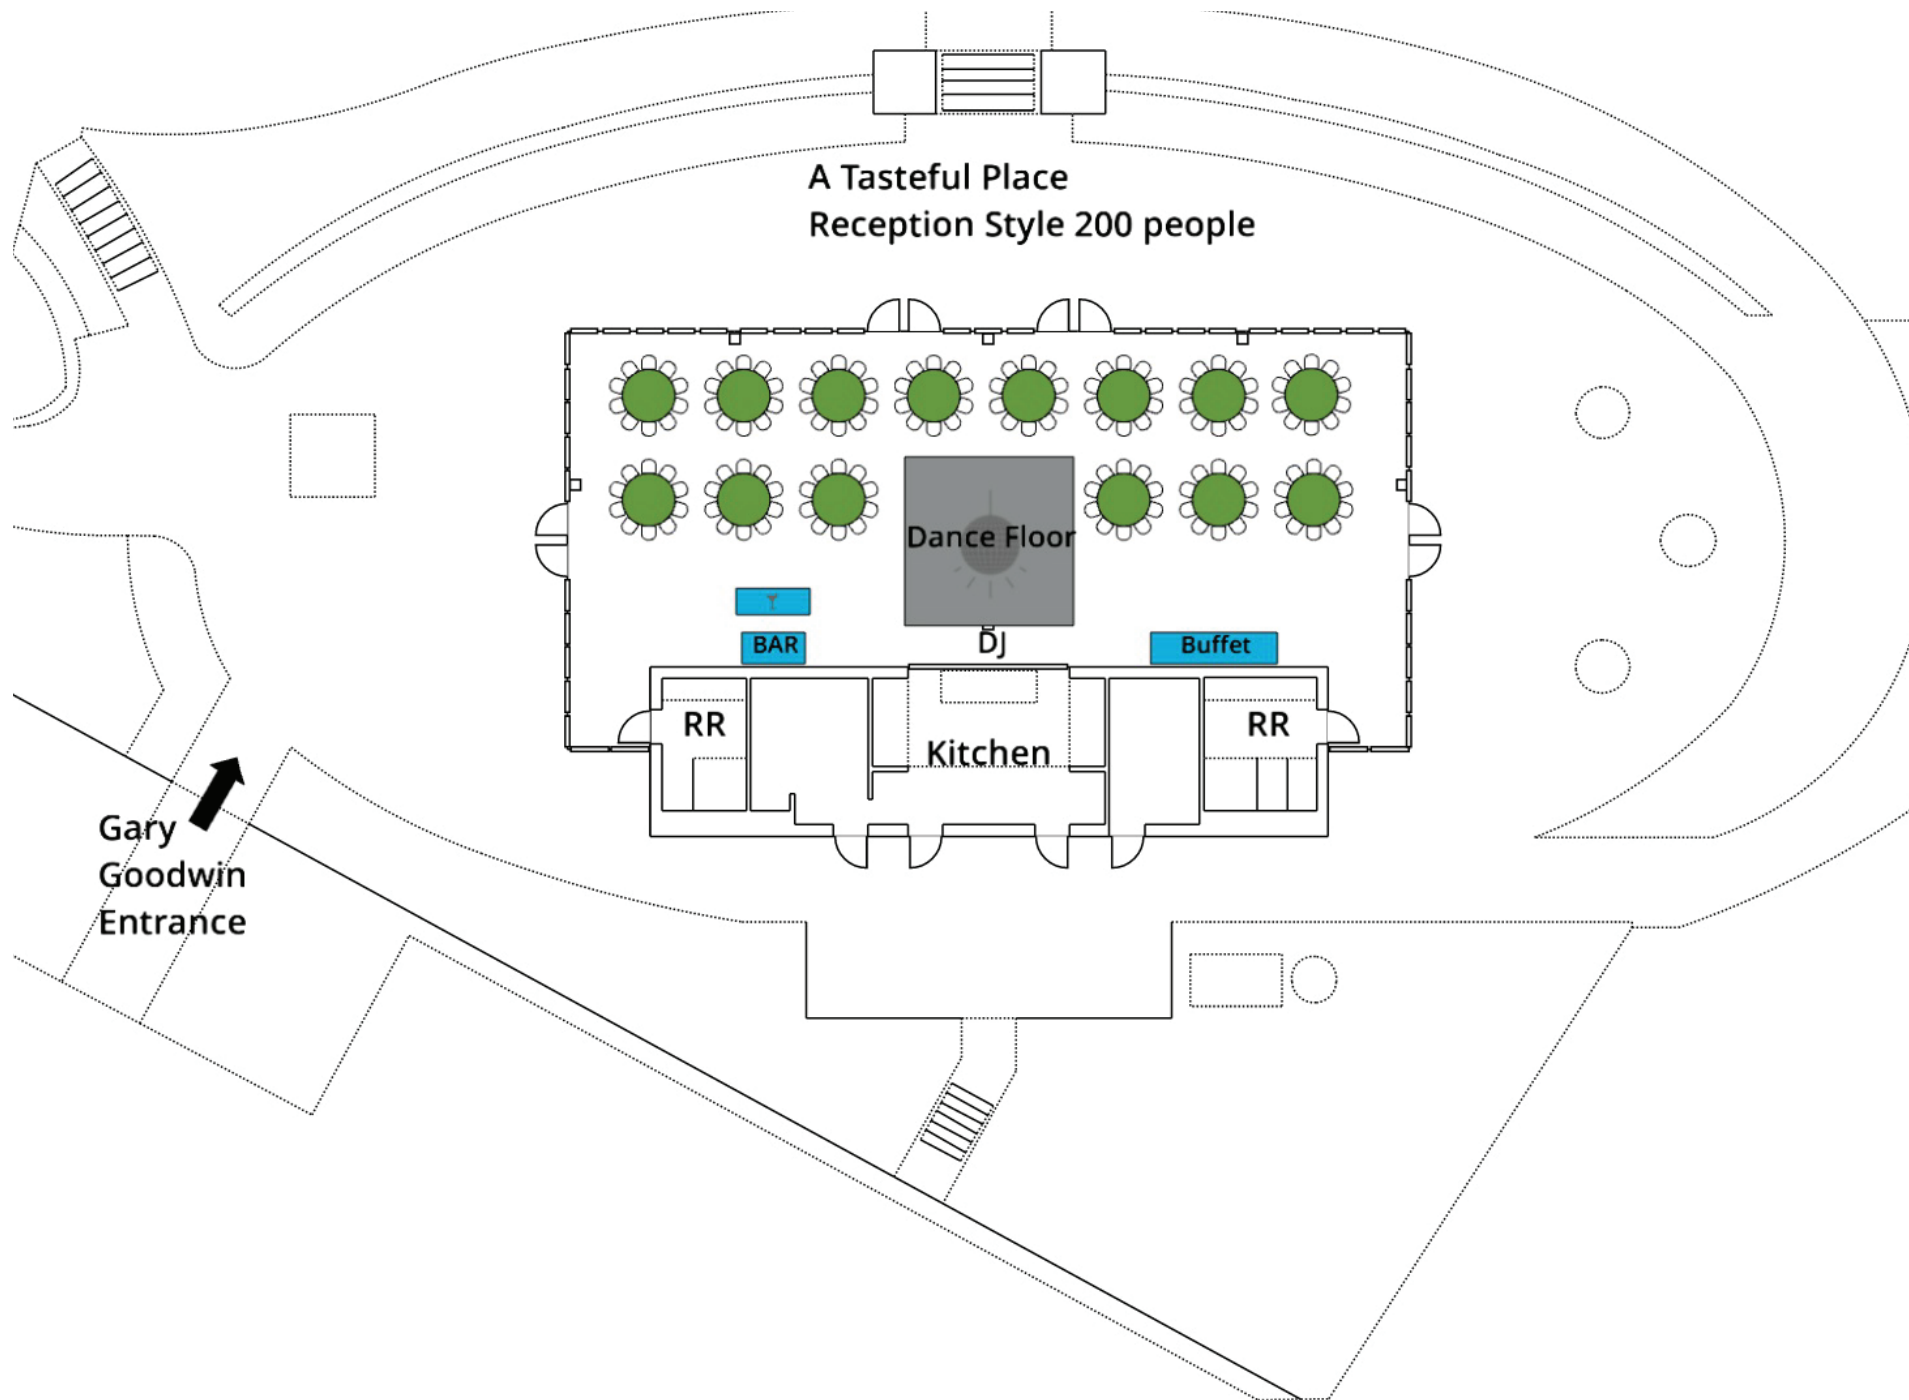 A Tasteful Place
Reception Style 200 people
Dance Floor
BAR
DJ
Buffet
RR
Kitchen
RR
Gary
Goodwin
Entrance